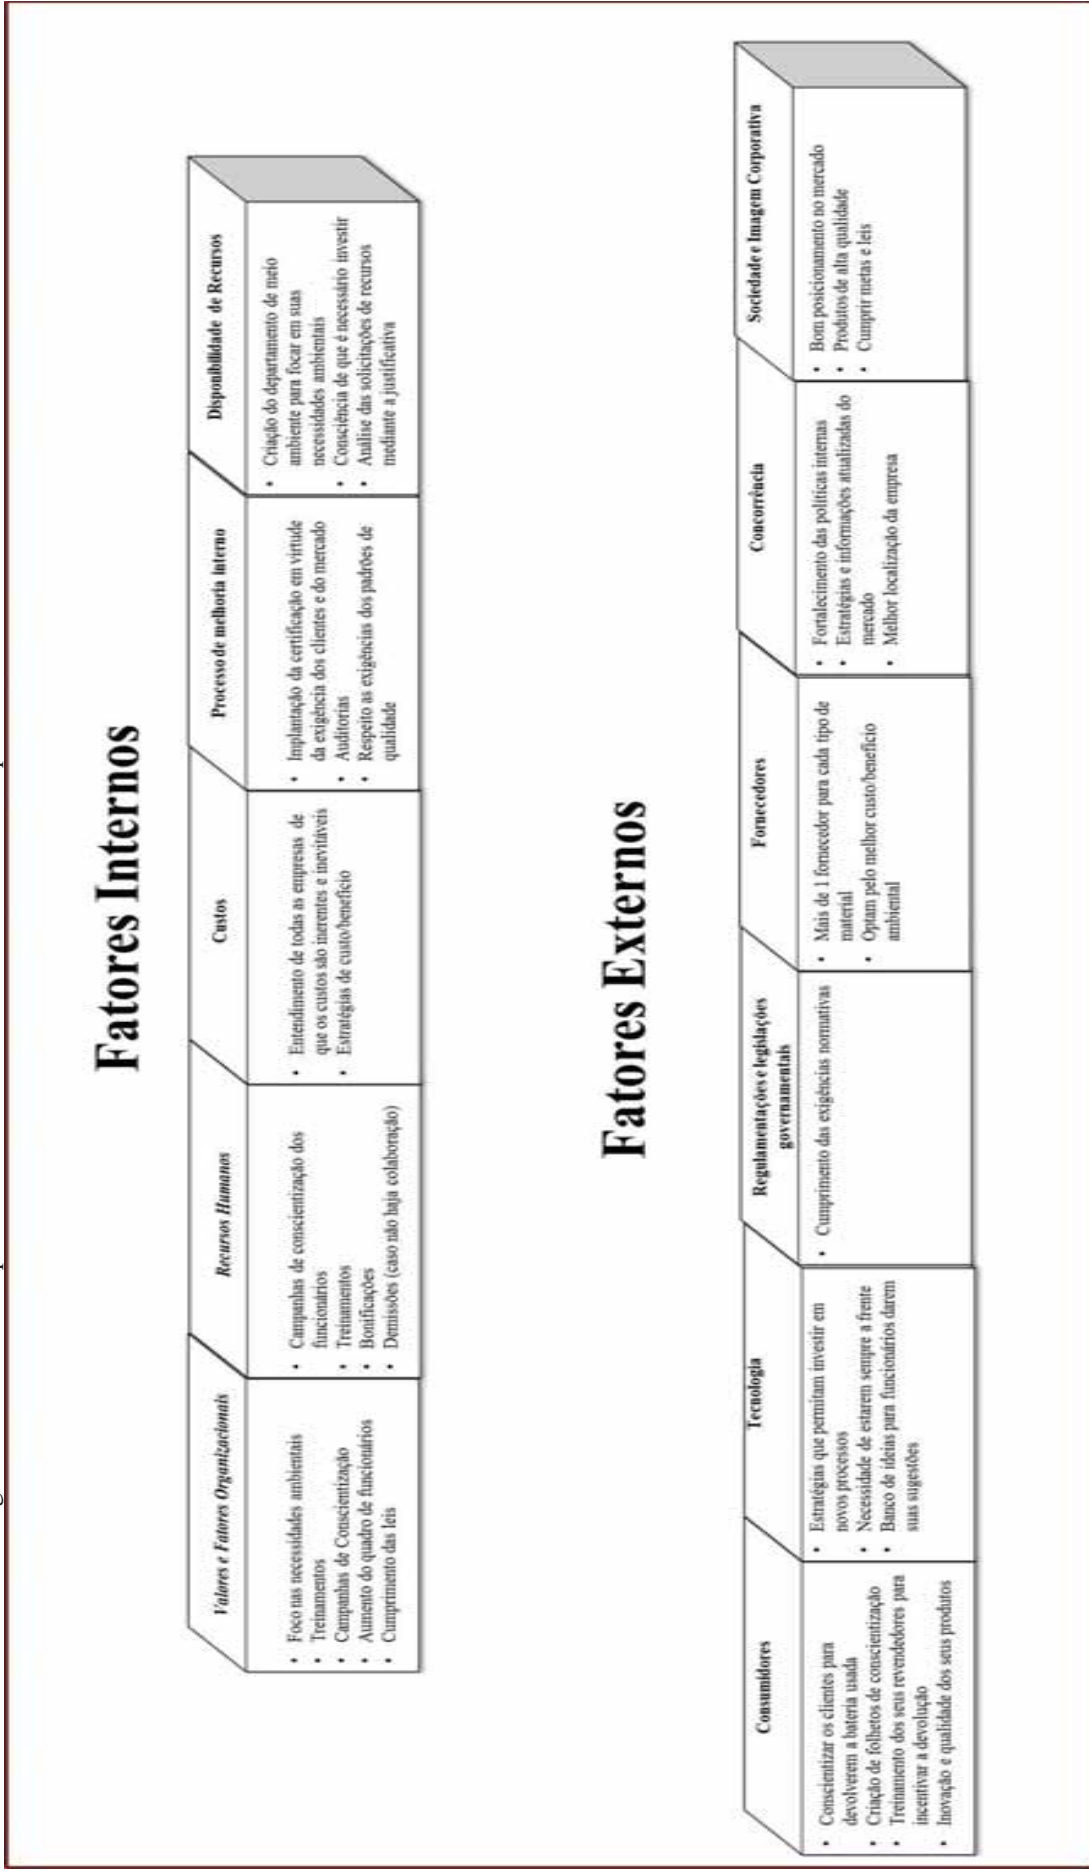 Fatores Internos
Valores e Fatores Organizacionais
• Foco nas necessidades ambientais
• Treinamentos
• Campanhas de Conscientização
• Aumento do quadro de funcionários
• Cumprimento das leis
Recursos Humanos
• Campanhas de conscientização dos
funcionários
• Treinamentos
• Bonificações
• Demissões (caso não haja colaboração)
Custos
• Entendimento de todas as empresas de
que os custos são inerentes e inevitáveis
• Estratégias de custo/benefício
Processo de melhoria interno
• Implantação da certificação em virtude
da exigência dos clientes e do mercado
• Auditorias
• Respeito as exigências dos padrões de
qualidade
Disponibilidade de Recursos
• Criação do departamento de meio
ambiente para focar em suas
necessidades ambientais
• Consciência de que é necessário investir
• Análise das solicitações de recursos
mediante a justificativa
Fatores Externos
Consumidores
• Conscientizar os clientes para
devolverem a bateria usada
• Criação de folhetos de conscientização
• Treinamento dos seus revendedores para
incentivar a devolução
• Inovação e qualidade dos seus produtos
Tecnologia
• Estratégias que permitam investir em
novos processos
• Necessidade de estarem sempre a frente
• Banco de ideias para funcionários darem
suas sugestões
Regulamentações e legislações
governamentais
• Cumprimento das exigências normativas
Fornecedores
• Mais de 1 fornecedor para cada tipo de
material
• Optam pelo melhor custo/benefício
ambiental
Concorrência
• Fortalecimento das políticas internas
• Estratégias e informações atualizadas do
mercado
• Melhor localização da empresa
Sociedade e Imagem Corporativa
• Bom posicionamento no mercado
• Produtos de alta qualidade
• Cumprir metas e leis